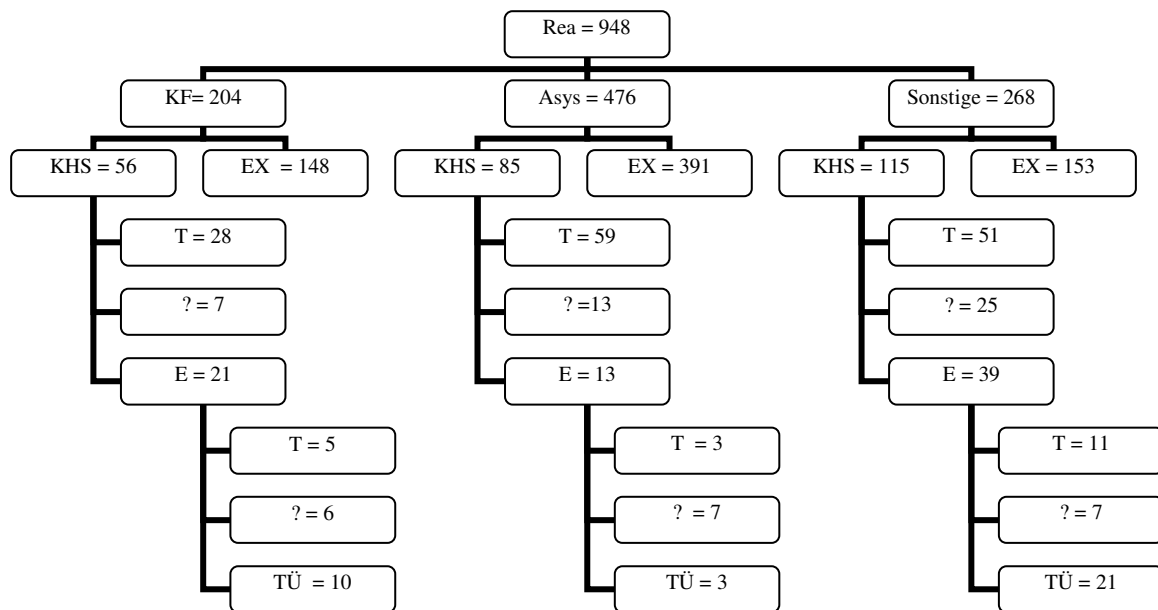 Rea = 948
KF= 204
Asys = 476
Sonstige = 268
KHS = 56
EX = 148
KHS = 85
EX = 391
KHS = 115
EX = 153
T = 28
T = 59
T = 51
? = 7
? =13
? = 25
E = 21
E = 13
E = 39
T = 5
T = 3
T = 11
? = 6
? = 7
? = 7
TÜ = 10
TÜ = 3
TÜ = 21